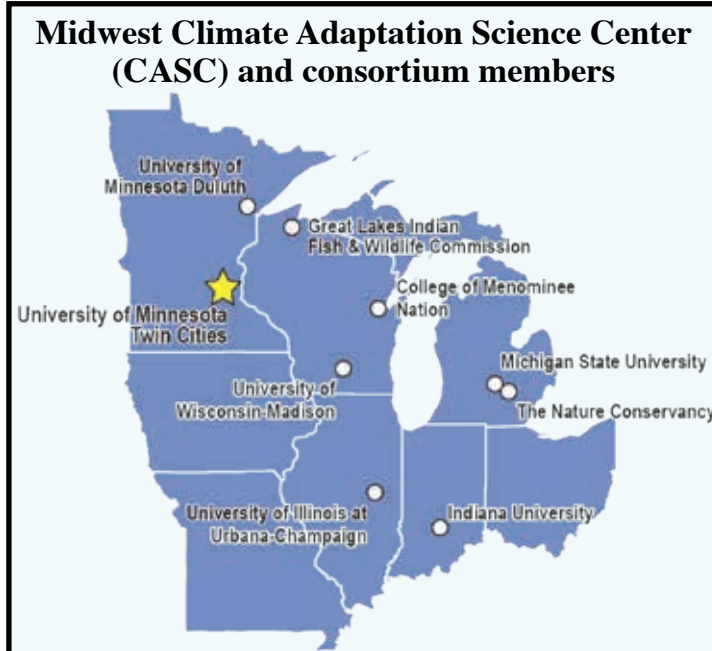 Midwest Climate Adaptation Science Center
(CASC) and consortium members
University of
Minnesota Duluth
Great Lakes Indian
Fish & Wildlife Commission
College of Menominee
Nation
University of Minnesota
Twin Cities
Michigan State University
University of
Wisconsin-Madison
The Nature Conservancy
University of Illinois at
Urbana-Champaign
Indiana University